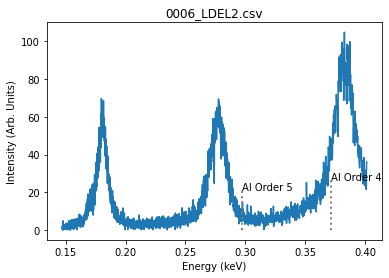 0006_LDEL2.csv
Intensity (Arb. Units)
100
80
60
40
20
0
Al Order 5
Al Order 4
0.15 0.20 0.25 0.30 0.35 0.40
Energy (keV)